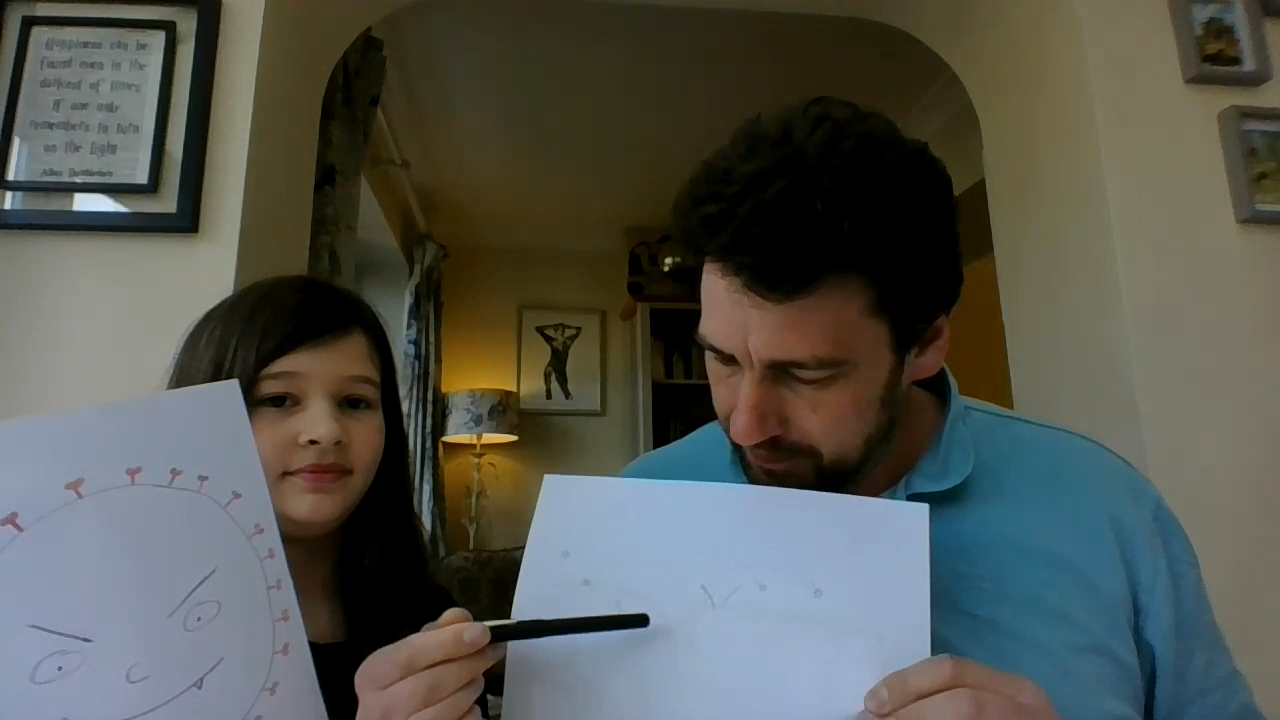 Happiness can be
found even in the
darkest of times
if one only
remembers to turn
on the light
Albus Dumbledore